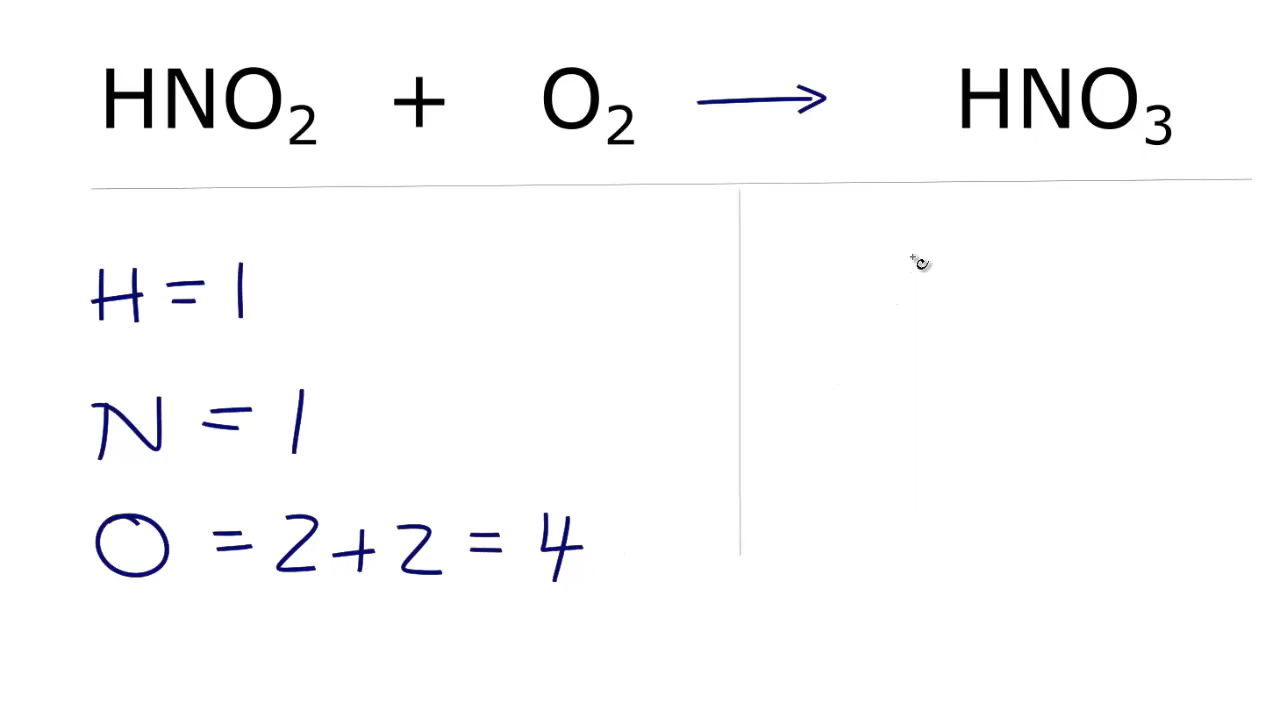 HNO₂ + O₂ → HNO₃
H = 1
N = 1
O = 2 + 2 = 4